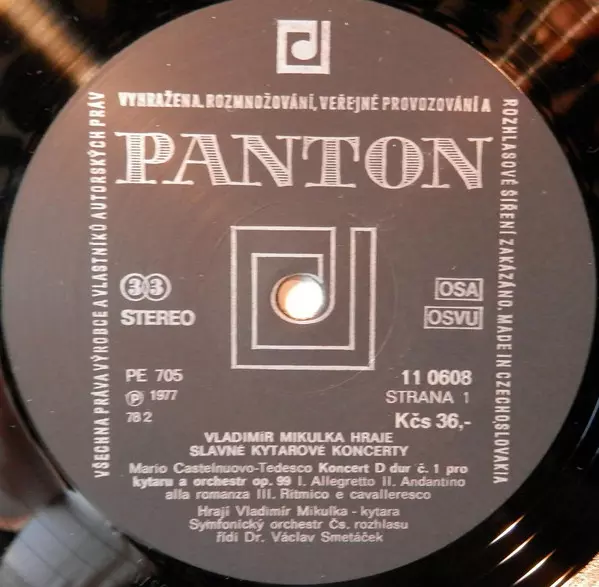 VŠECHNA PRÁVA VÝROBCE A VLASTNÍKŮ AUTORSKÝCH PRÁV
VYHRAŽENA. ROZMNOŽOVÁNÍ, VEŘEJNÉ PROVOZOVÁNÍ A
ROZHLASOVÉ ŠÍŘENÍ ZAKÁZÁNO. MADE IN CZECHOSLOVAKIA
PANTON
33
STEREO
OSA
OSVU
PE 705
11 0608
Ⓟ 1977
STRANA 1
78 2
Kčs 36,-
VLADIMÍR MIKULKA HRAJE
SLAVNÉ KYTAROVÉ KONCERTY
Mario Castelnuovo-Tedesco Koncert D dur č. 1 pro
kytaru a orchestr op. 99 I. Allegretto II. Andantino
alla romanza III. Ritmico e cavalleresco
Hrají Vladimír Mikulka - kytara
Symfonický orchestr Čs. rozhlasu
řídí Dr. Václav Smetáček